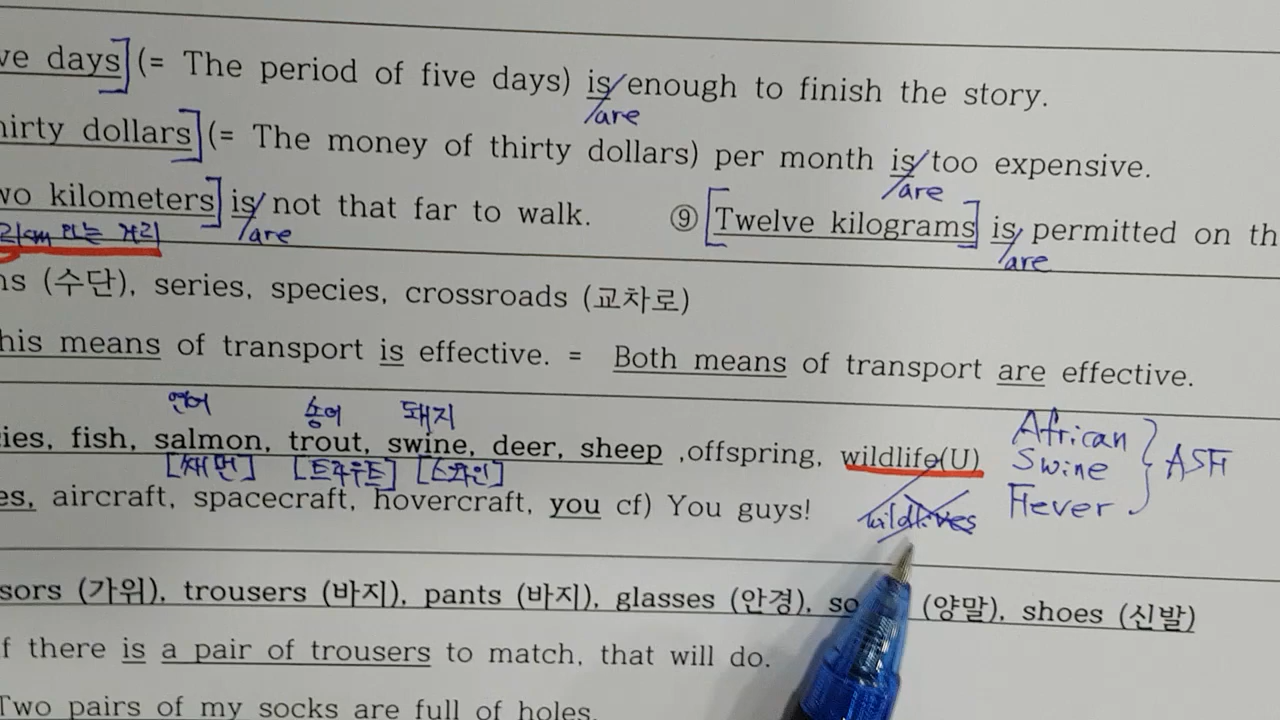 ve days] (= The period of five days) is/enough to finish the story.
/are
hirty dollars] (= The money of thirty dollars) per month is/too expensive.
/are
wo kilometers] is/not that far to walk. ⑨ [Twelve kilograms] is/permitted on th
2km 라는 거리 /are /are
ns (수단), series, species, crossroads (교차로)
his means of transport is effective. = Both means of transport are effective.
연어 송어 돼지
ies, fish, salmon, trout, swine, deer, sheep ,offspring, wildlife(U)
[쌔먼] [트라우트] [스와인]
African
Swine
Fever
ASF
es, aircraft, spacecraft, hovercraft, you cf) You guys! wildlives
sors (가위), trousers (바지), pants (바지), glasses (안경), so (양말), shoes (신발)
f there is a pair of trousers to match, that will do.
Two pairs of my socks are full of holes.